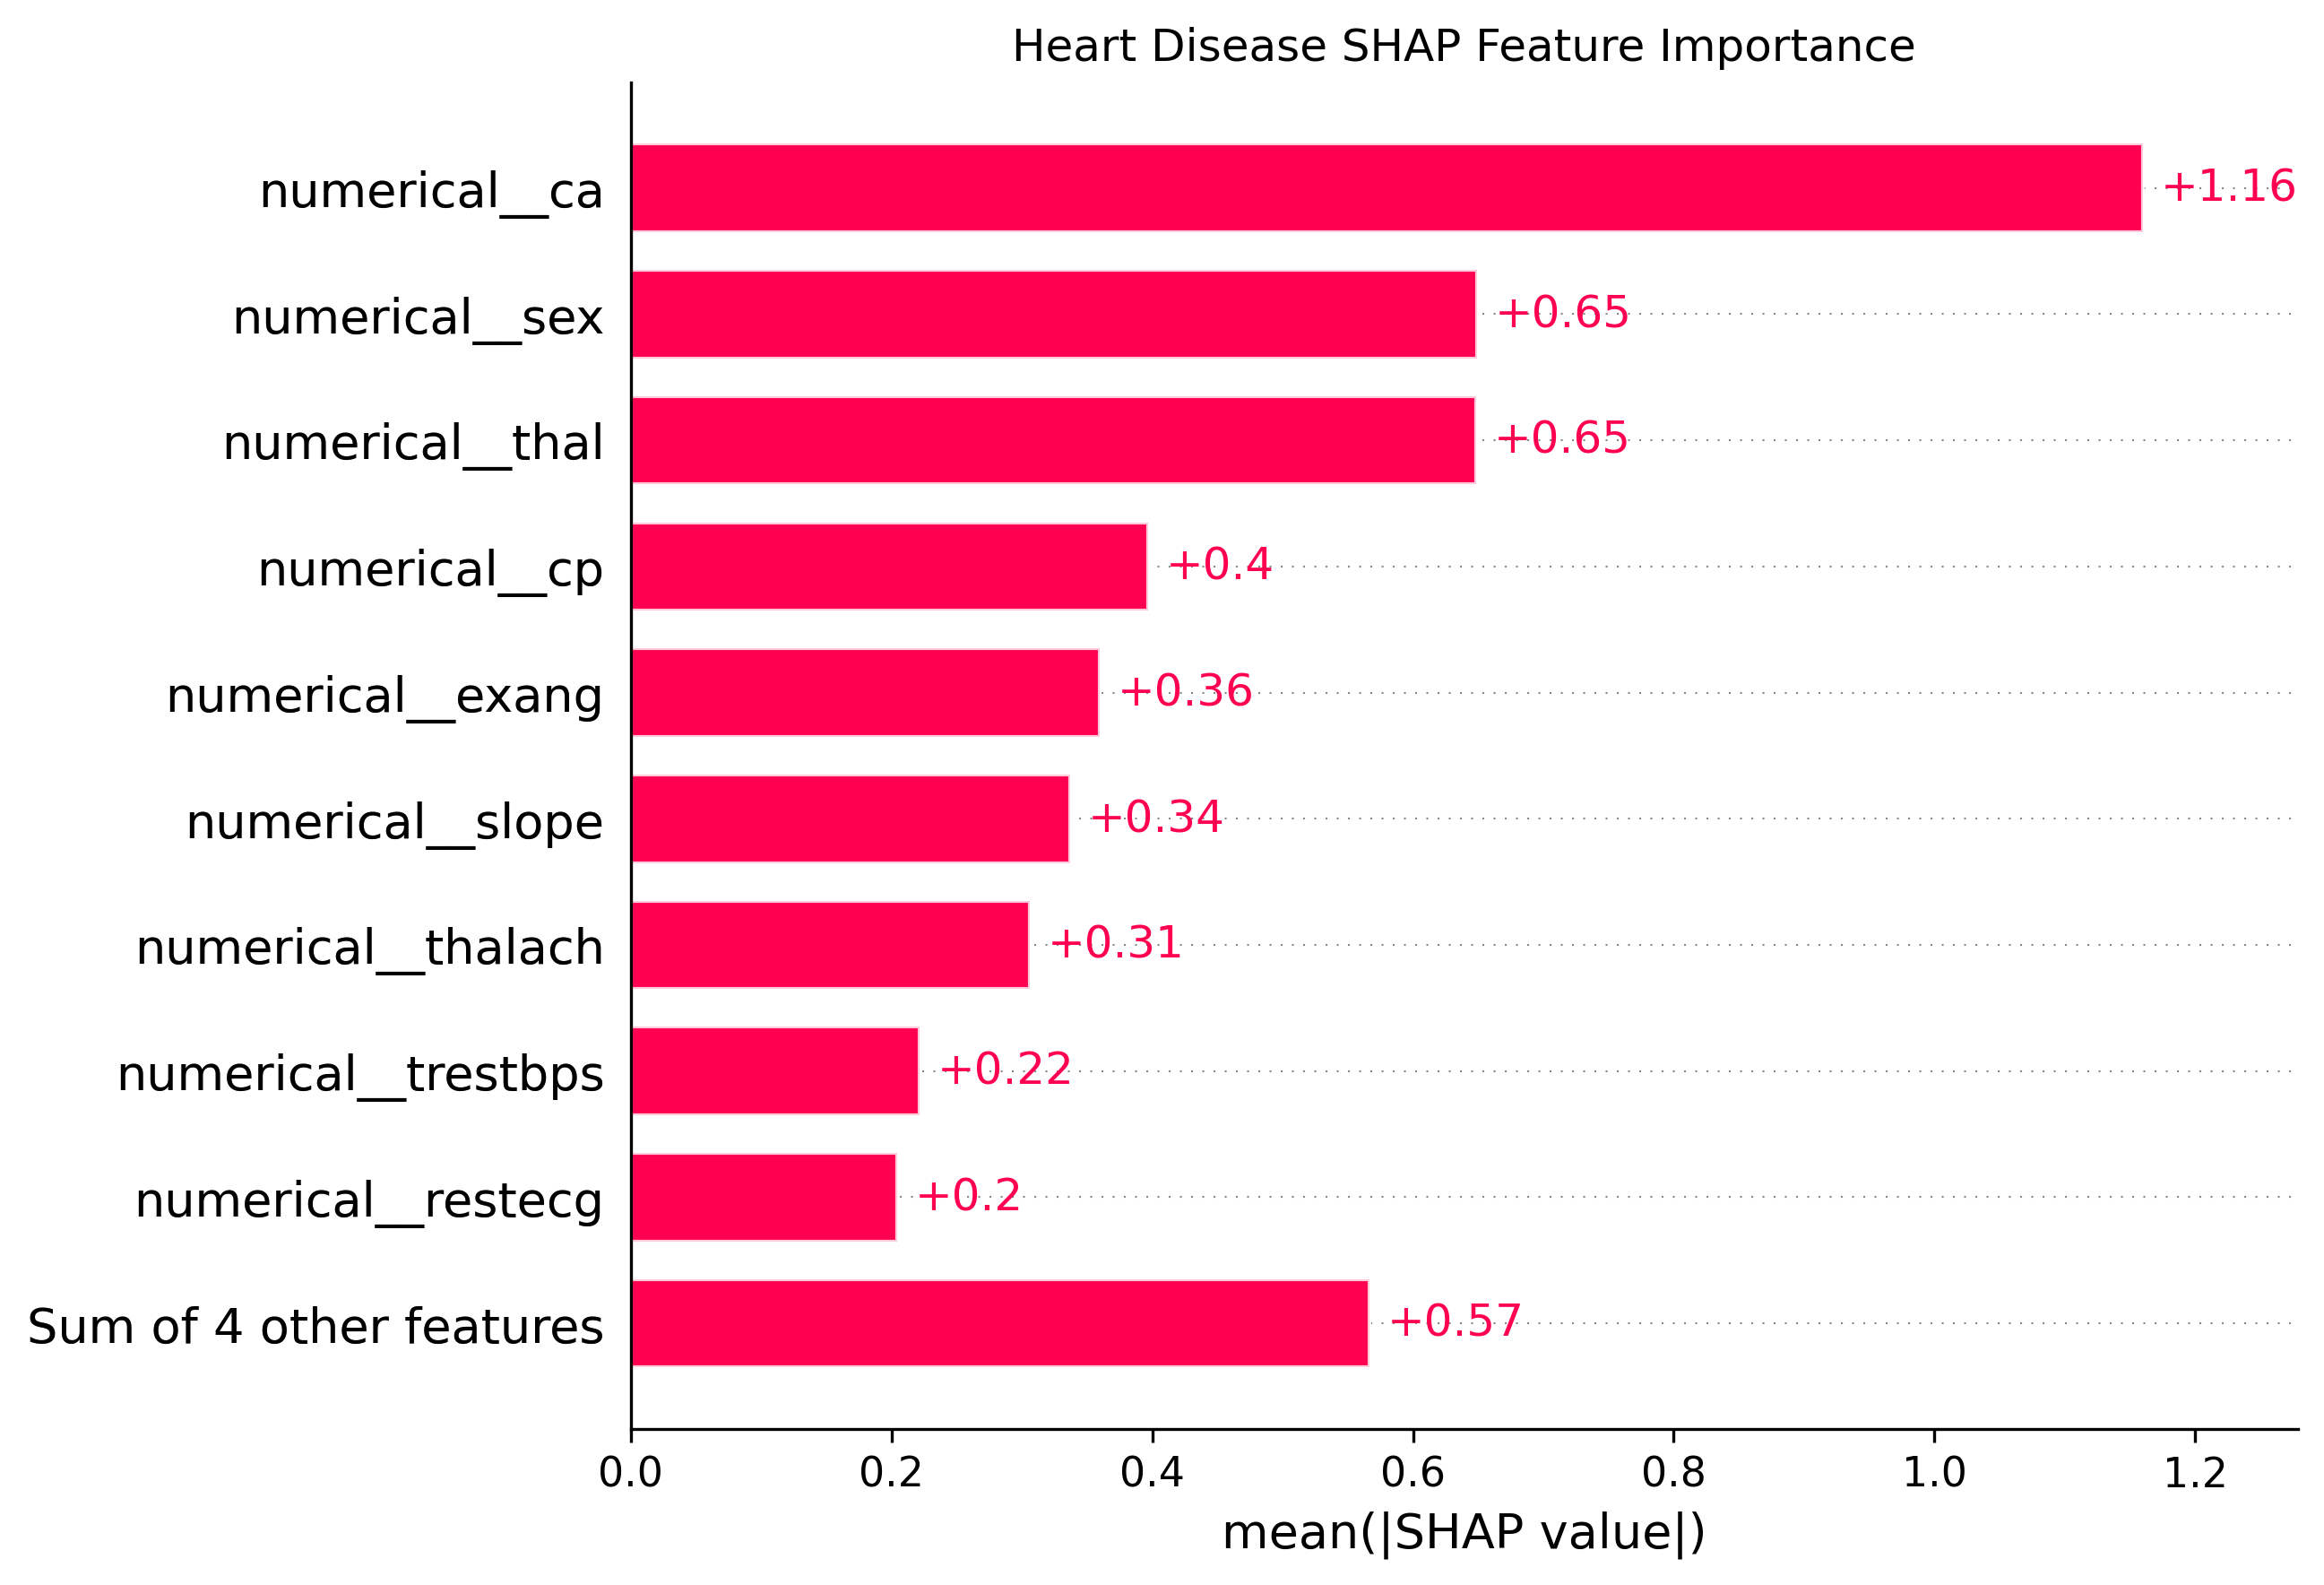 Heart Disease SHAP Feature Importance
numerical__ca
+1.16
numerical__sex
+0.65
numerical__thal
+0.65
numerical__cp
+0.4
numerical__exang
+0.36
numerical__slope
+0.34
numerical__thalach
+0.31
numerical__trestbps
+0.22
numerical__restecg
+0.2
Sum of 4 other features
+0.57
0.0 0.2 0.4 0.6 0.8 1.0 1.2
mean(|SHAP value|)